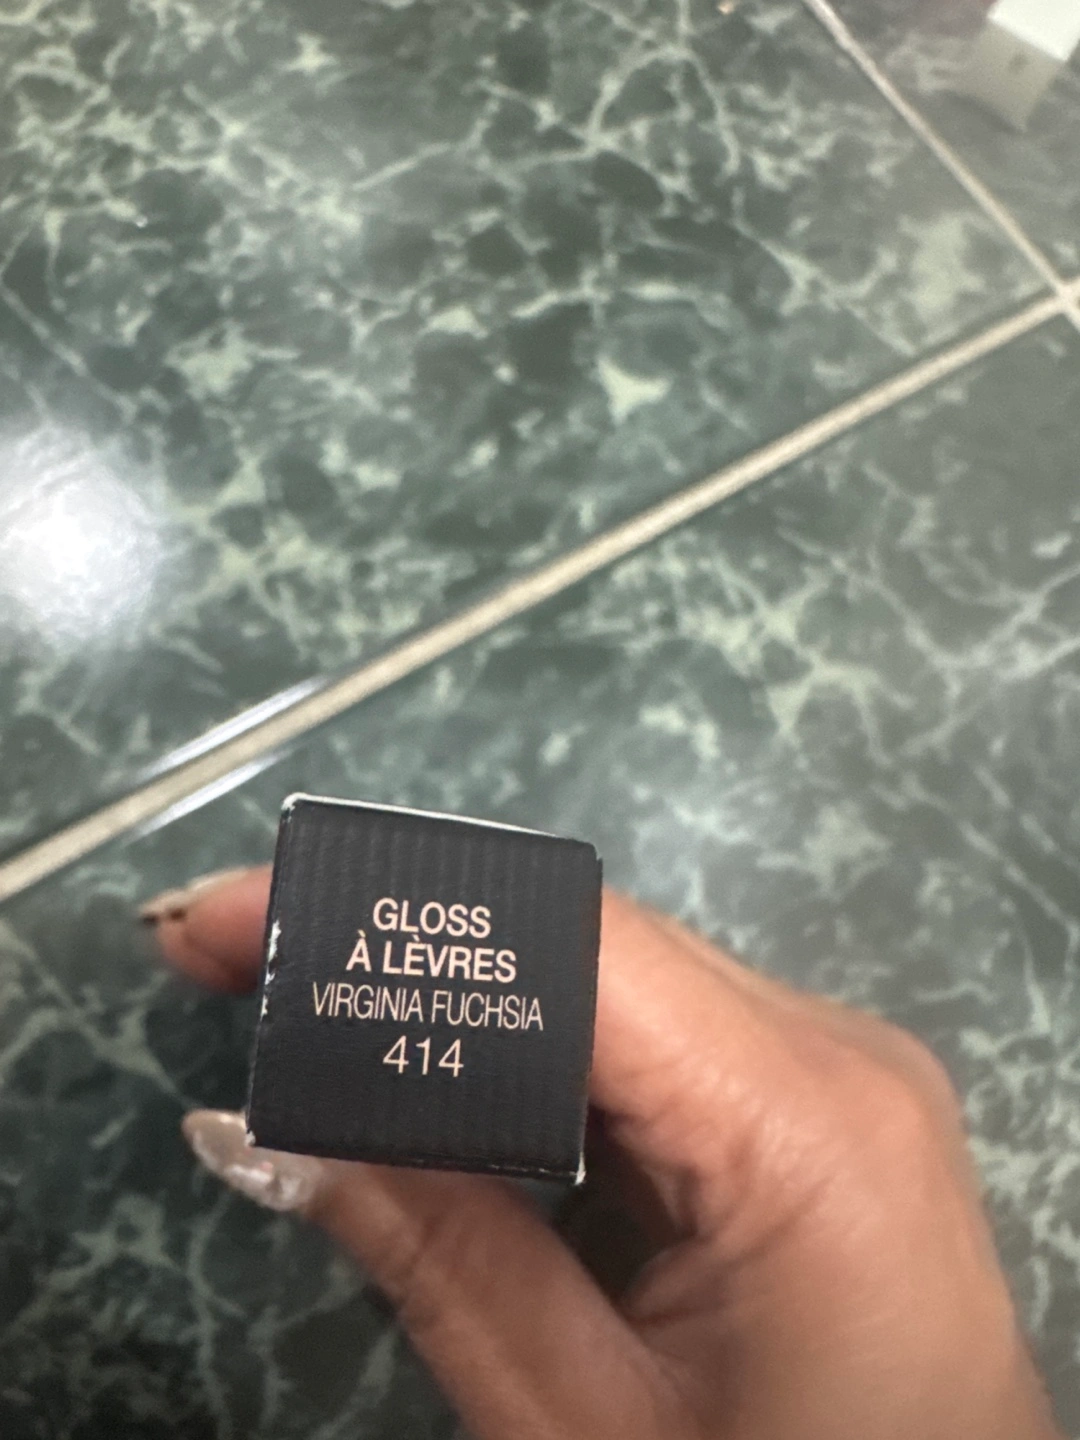 GLOSS
À LÈVRES
VIRGINIA FUCHSIA
414